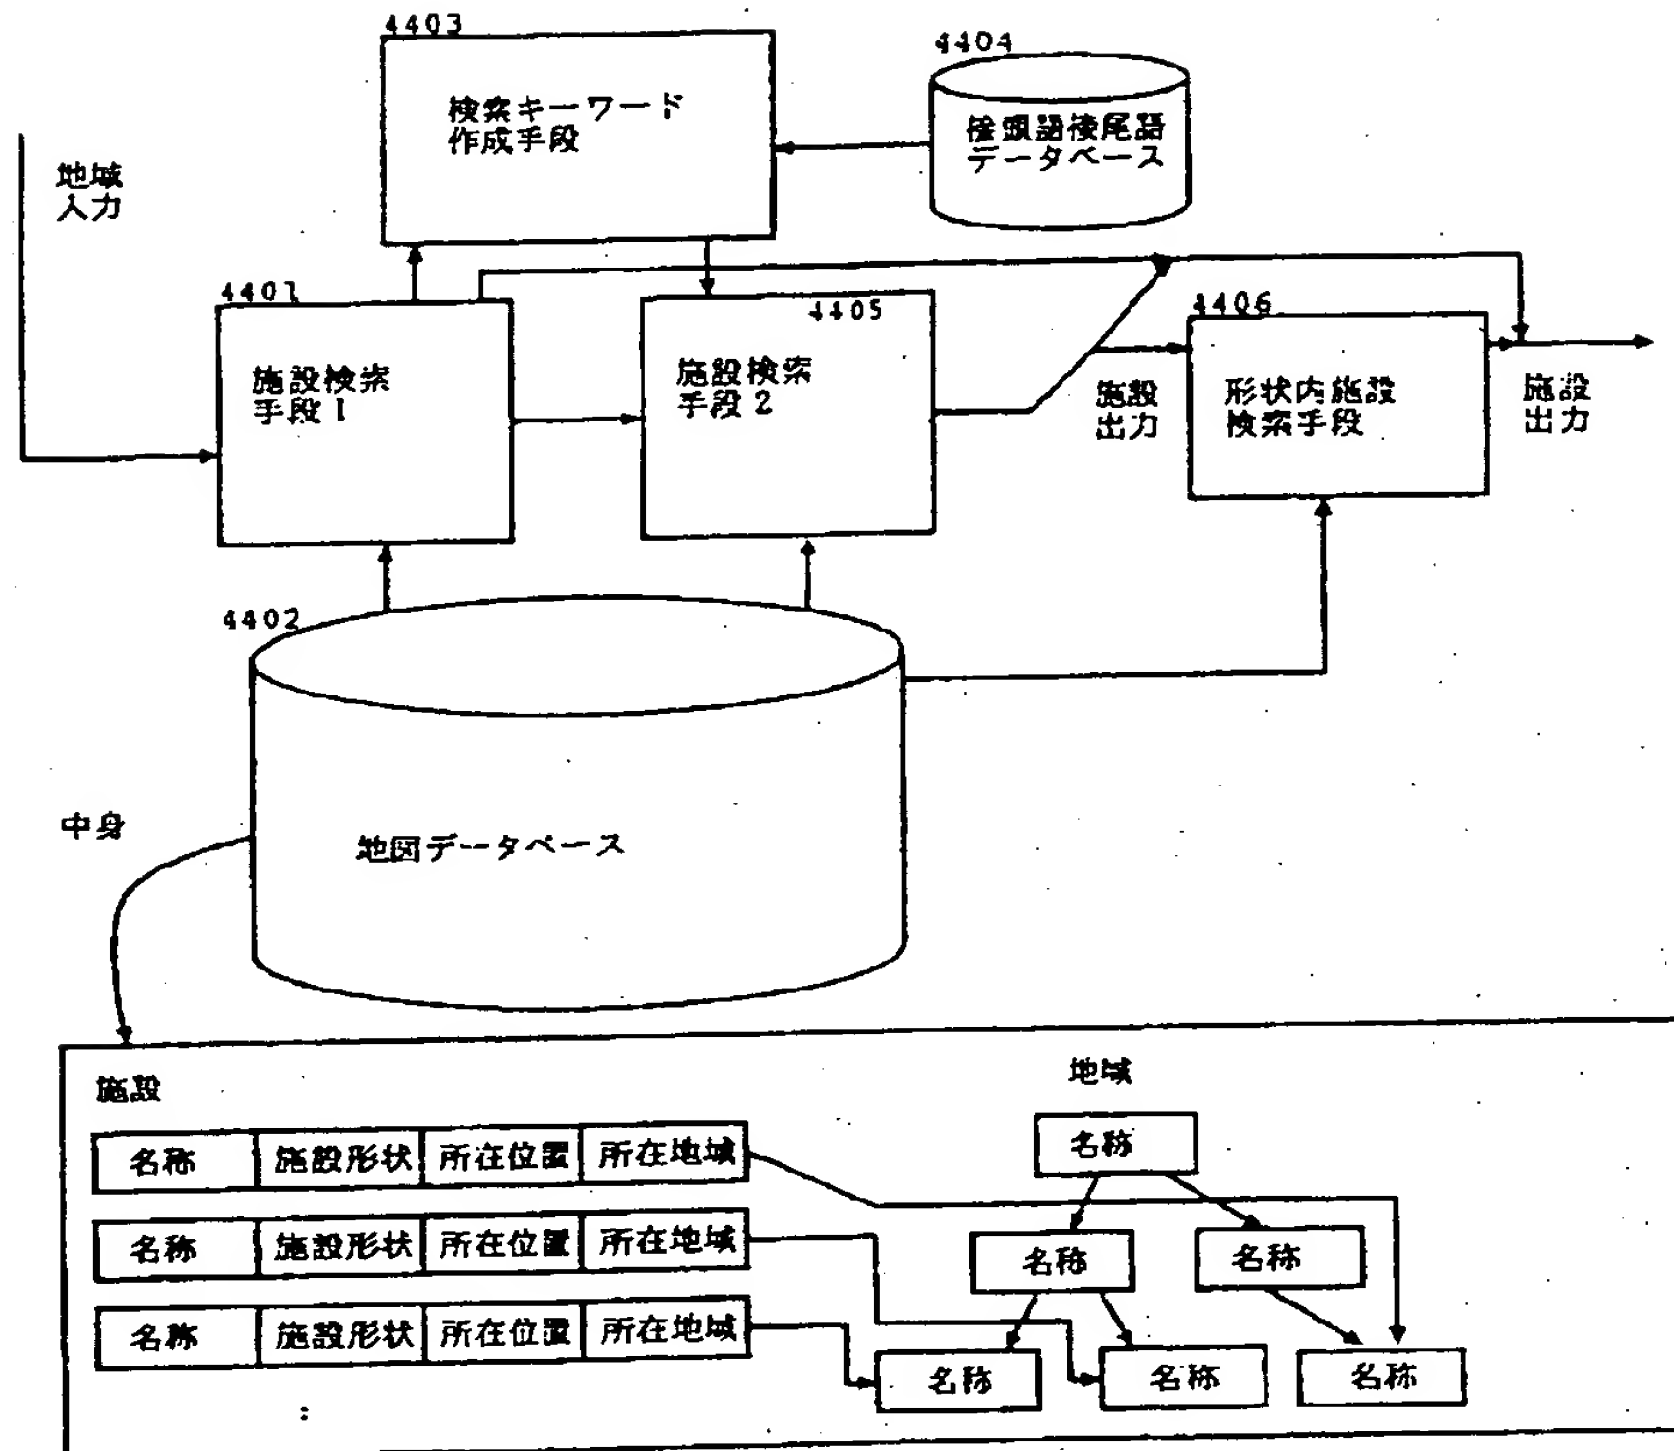 4403
検索キーワード
作成手段
4404
接頭語接尾語
データベース
地域
入力
4401
施設検索
手段1
4405
施設検索
手段2
施設
出力
4406
形状内施設
検索手段
施設
出力
4402
地図データベース
中身
施設
地域
名称 施設形状 所在位置 所在地域
名称 施設形状 所在位置 所在地域
名称 施設形状 所在位置 所在地域
:
名称
名称 名称
名称 名称 名称